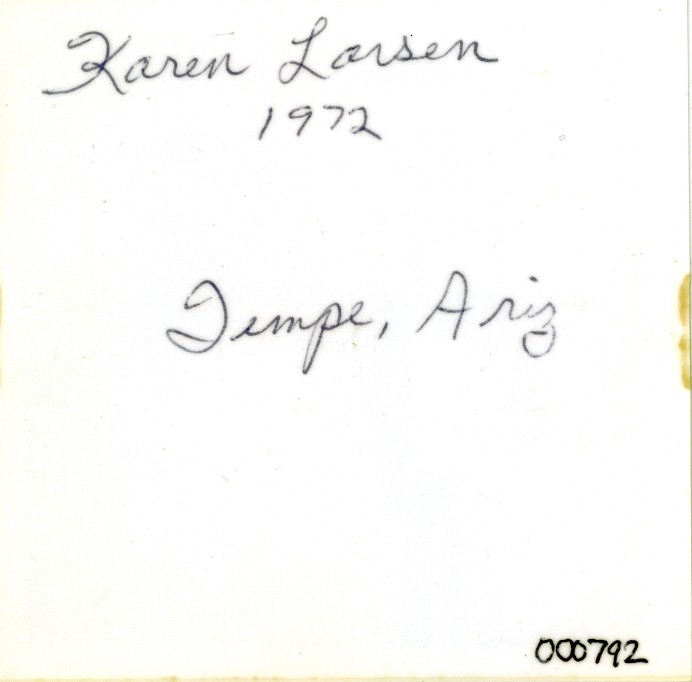 Karen Larsen
1972
Tempe, Ariz
000792